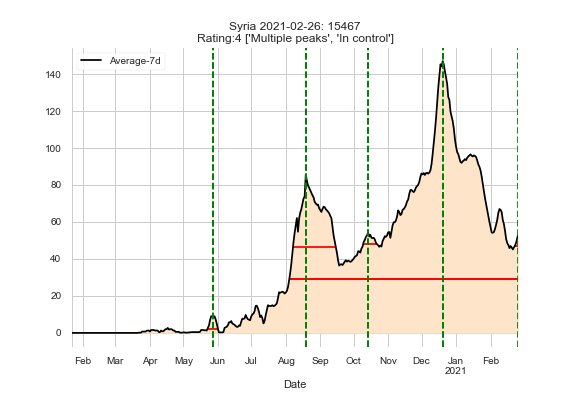 Syria 2021-02-26: 15467
Rating:4 ['Multiple peaks', 'In control']
Average-7d
140
120
100
80
60
40
20
0
Feb Mar Apr May Jun Jul Aug Sep Oct Nov Dec Jan Feb
2021
Date